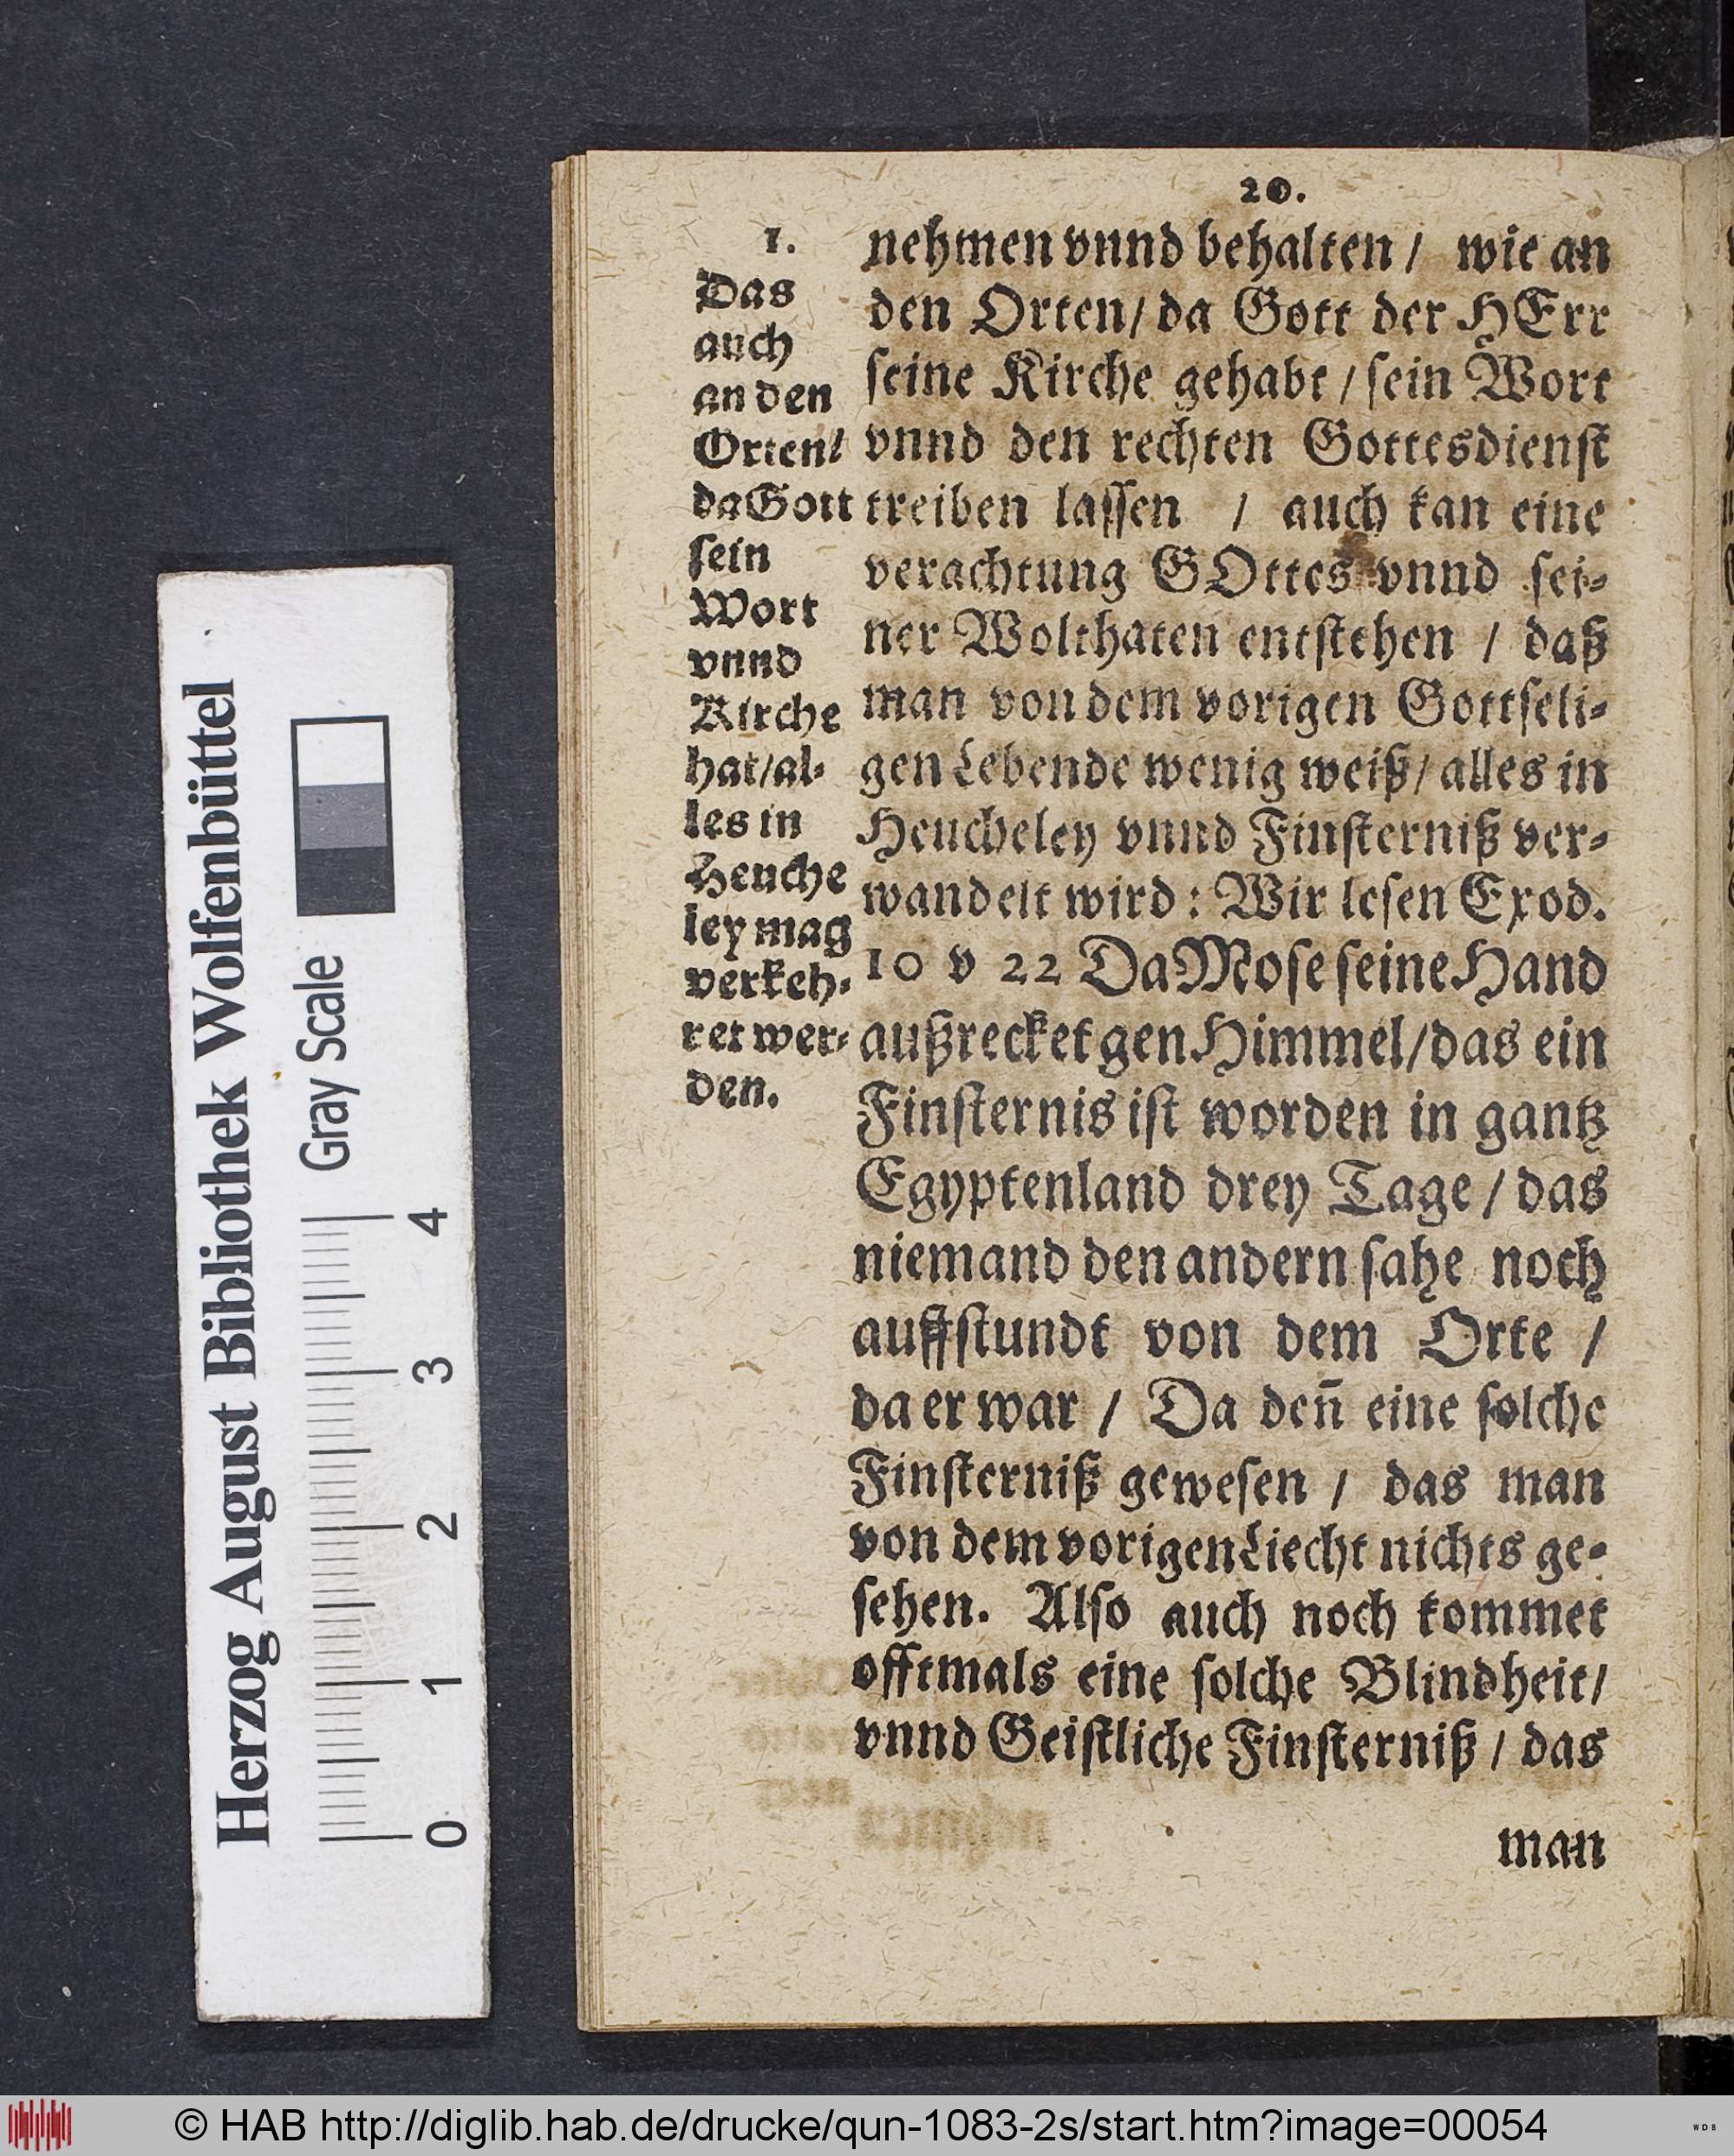 20.
1.
Das
auch
an den
Orten/
da Gott
sein
Wort
vnnd
Kirche
hat/al⸗
les in
Heuche
ley mag
verkeh⸗
ret wer⸗
den.
nehmen vnnd behalten / wie an
den Orten/ da Gott der HErr
ſeine Kirche gehabt / ſein Wort
vnnd den rechten Gottesdienſt
treiben laſſen / auch kan eine
verachtung GOttes vnnd ſei⸗
ner Wolthaten entſtehen / daß
man von dem vorigen Gottſeli⸗
gen Lebende wenig weiß/ alles in
Heucheley vnnd Finſterniß ver⸗
wandelt wird : Wir leſen Exod.
10 v 22 Da Moſe ſeine Hand
außrecket gen Himmel/das ein
Finſternis iſt worden in gantz
Egyptenland drey Tage / das
niemand den andern ſahe noch
auffſtundt von dem Orte /
da er war / Da den̄ eine ſolche
Finſterniß geweſen / das man
von dem vorigen Liecht nichts ge⸗
ſehen. Alſo auch noch kommet
offtmals eine ſolche Blindheit/
vnnd Geiſtliche Finſterniß / das
man
Herzog August Bibliothek Wolfenbüttel
Gray Scale
0 1 2 3 4
© HAB http://diglib.hab.de/drucke/qun-1083-2s/start.htm?image=00054
WDB